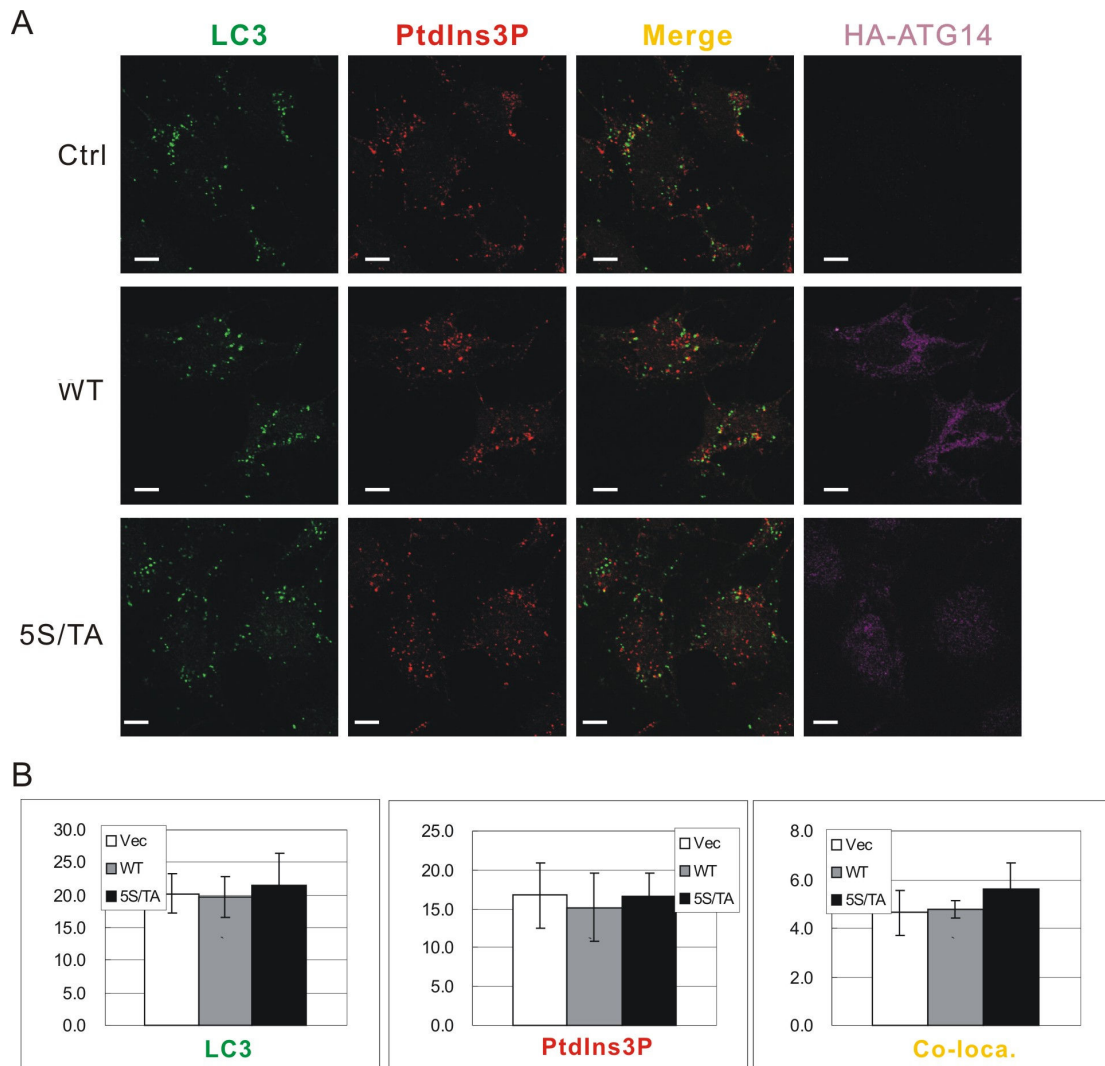 A
LC3 PtdIns3P Merge HA-ATG14
Ctrl
WT
5S/TA
B
30.0
25.0
20.0
15.0
10.0
5.0
0.0
Vec
WT
5S/TA
LC3
25.0
20.0
15.0
10.0
5.0
0.0
Vec
WT
5S/TA
PtdIns3P
8.0
6.0
4.0
2.0
0.0
Vec
WT
5S/TA
Co-loca.